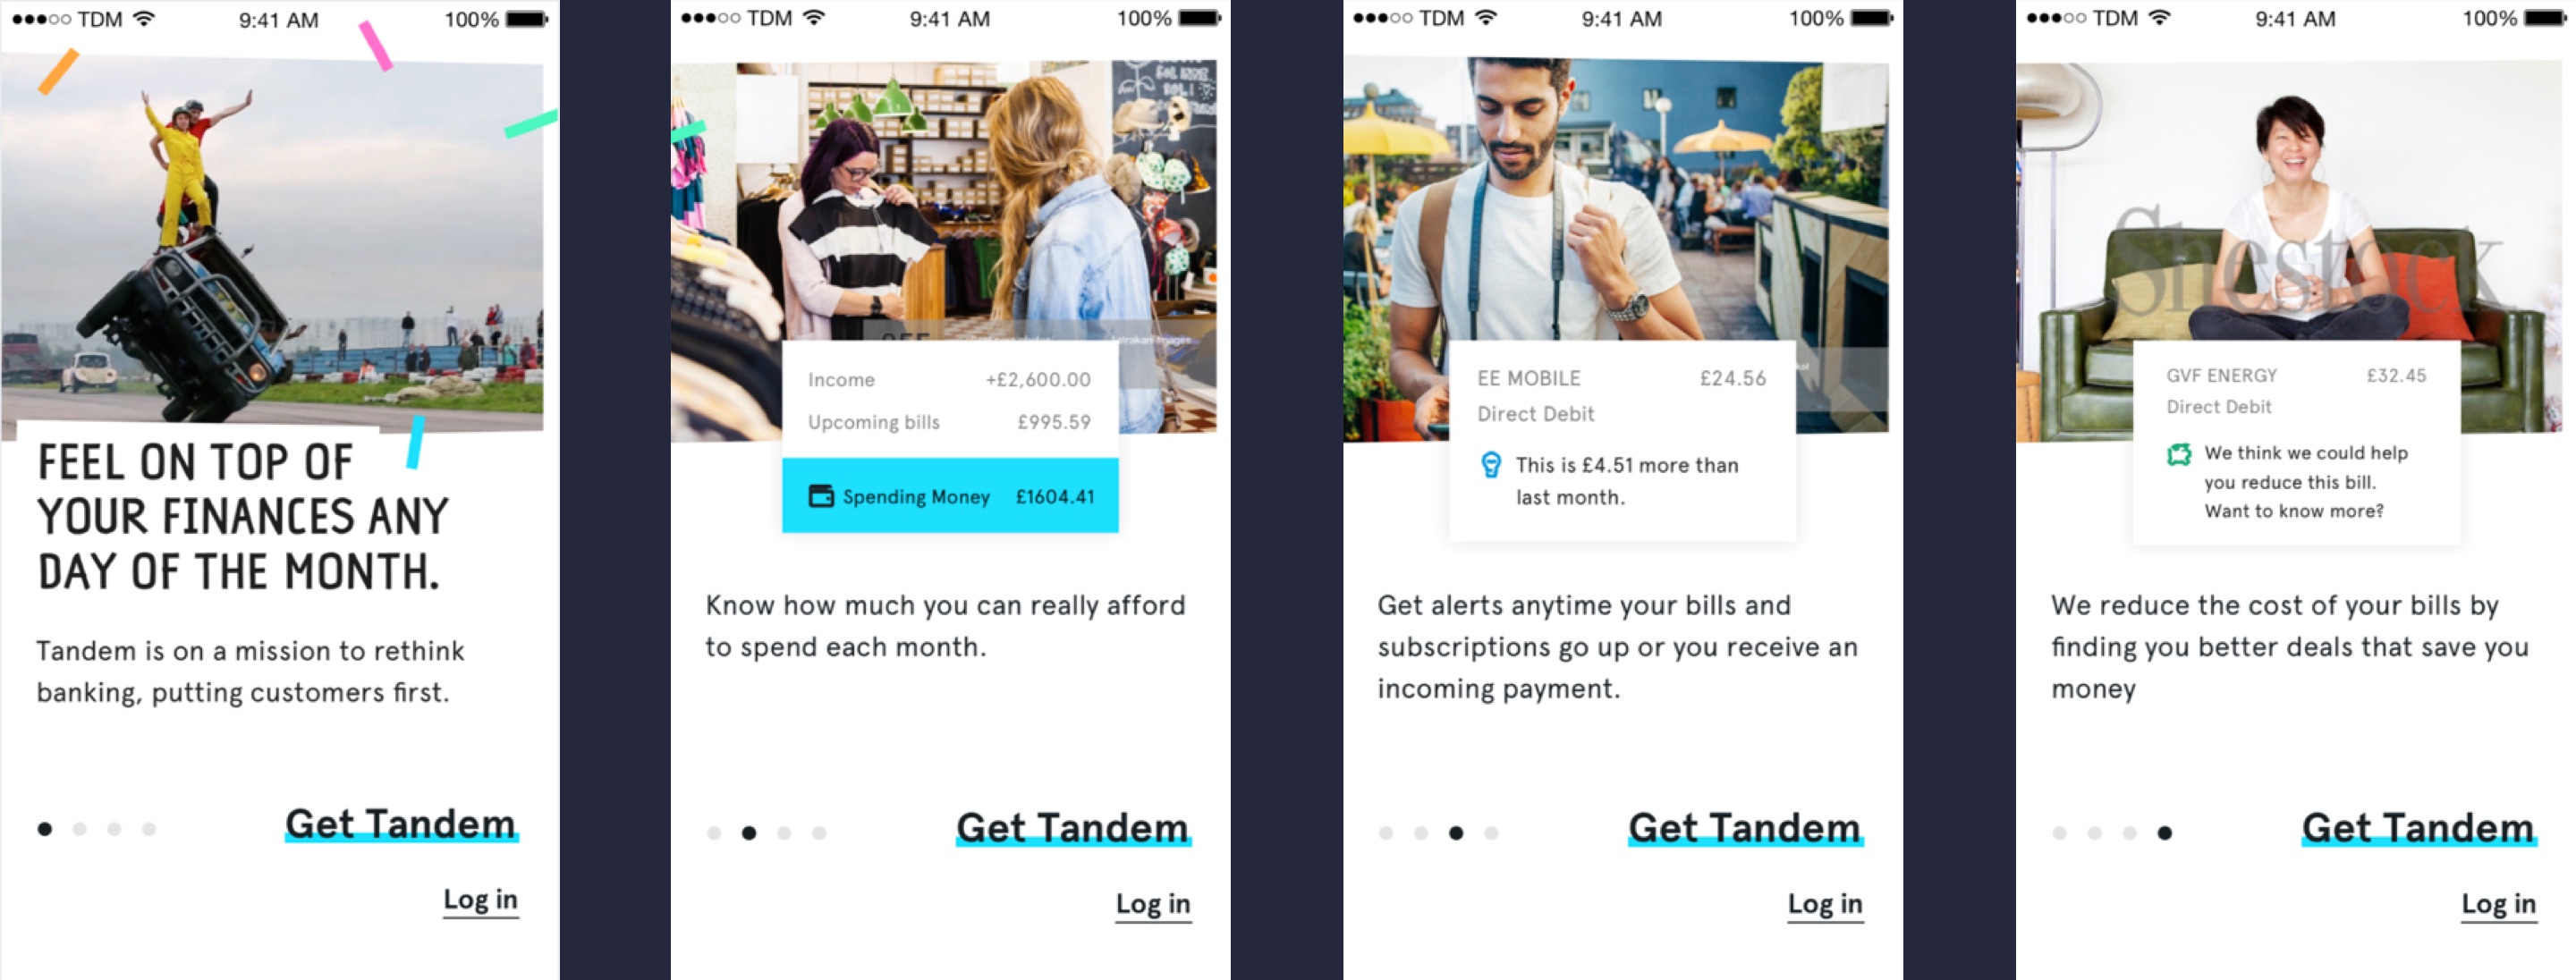 TDM 9:41 AM 100%
FEEL ON TOP OF
YOUR FINANCES ANY
DAY OF THE MONTH.
Tandem is on a mission to rethink
banking, putting customers first.
Get Tandem
Log in
TDM 9:41 AM 100%
Income +£2,600.00
Upcoming bills £995.59
Spending Money £1604.41
Know how much you can really afford
to spend each month.
Get Tandem
Log in
TDM 9:41 AM 100%
EE MOBILE £24.56
Direct Debit
This is £4.51 more than
last month.
Get alerts anytime your bills and
subscriptions go up or you receive an
incoming payment.
Get Tandem
Log in
TDM 9:41 AM 100%
Shestock
GVF ENERGY £32.45
Direct Debit
We think we could help
you reduce this bill.
Want to know more?
We reduce the cost of your bills by
finding you better deals that save you
money
Get Tandem
Log in